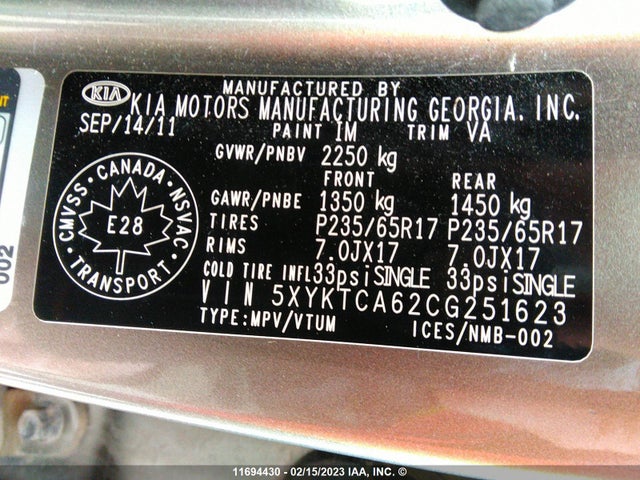 MANUFACTURED BY
KIA KIA MOTORS MANUFACTURING GEORGIA, INC.
SEP/14/11 PAINT IM TRIM VA
GVWR/PNBV 2250 kg
FRONT REAR
GAWR/PNBE 1350 kg 1450 kg
TIRES P235/65R17 P235/65R17
RIMS 7.0JX17 7.0JX17
COLD TIRE INFL 33psiSINGLE 33psiSINGLE
VIN 5XYKTCA62CG251623
TYPE:MPV/VTUM ICES/NMB-002
CMVSS · CANADA · NSVAC
E28
TRANSPORT
002
11694430 - 02/15/2023 IAA, Inc. ©